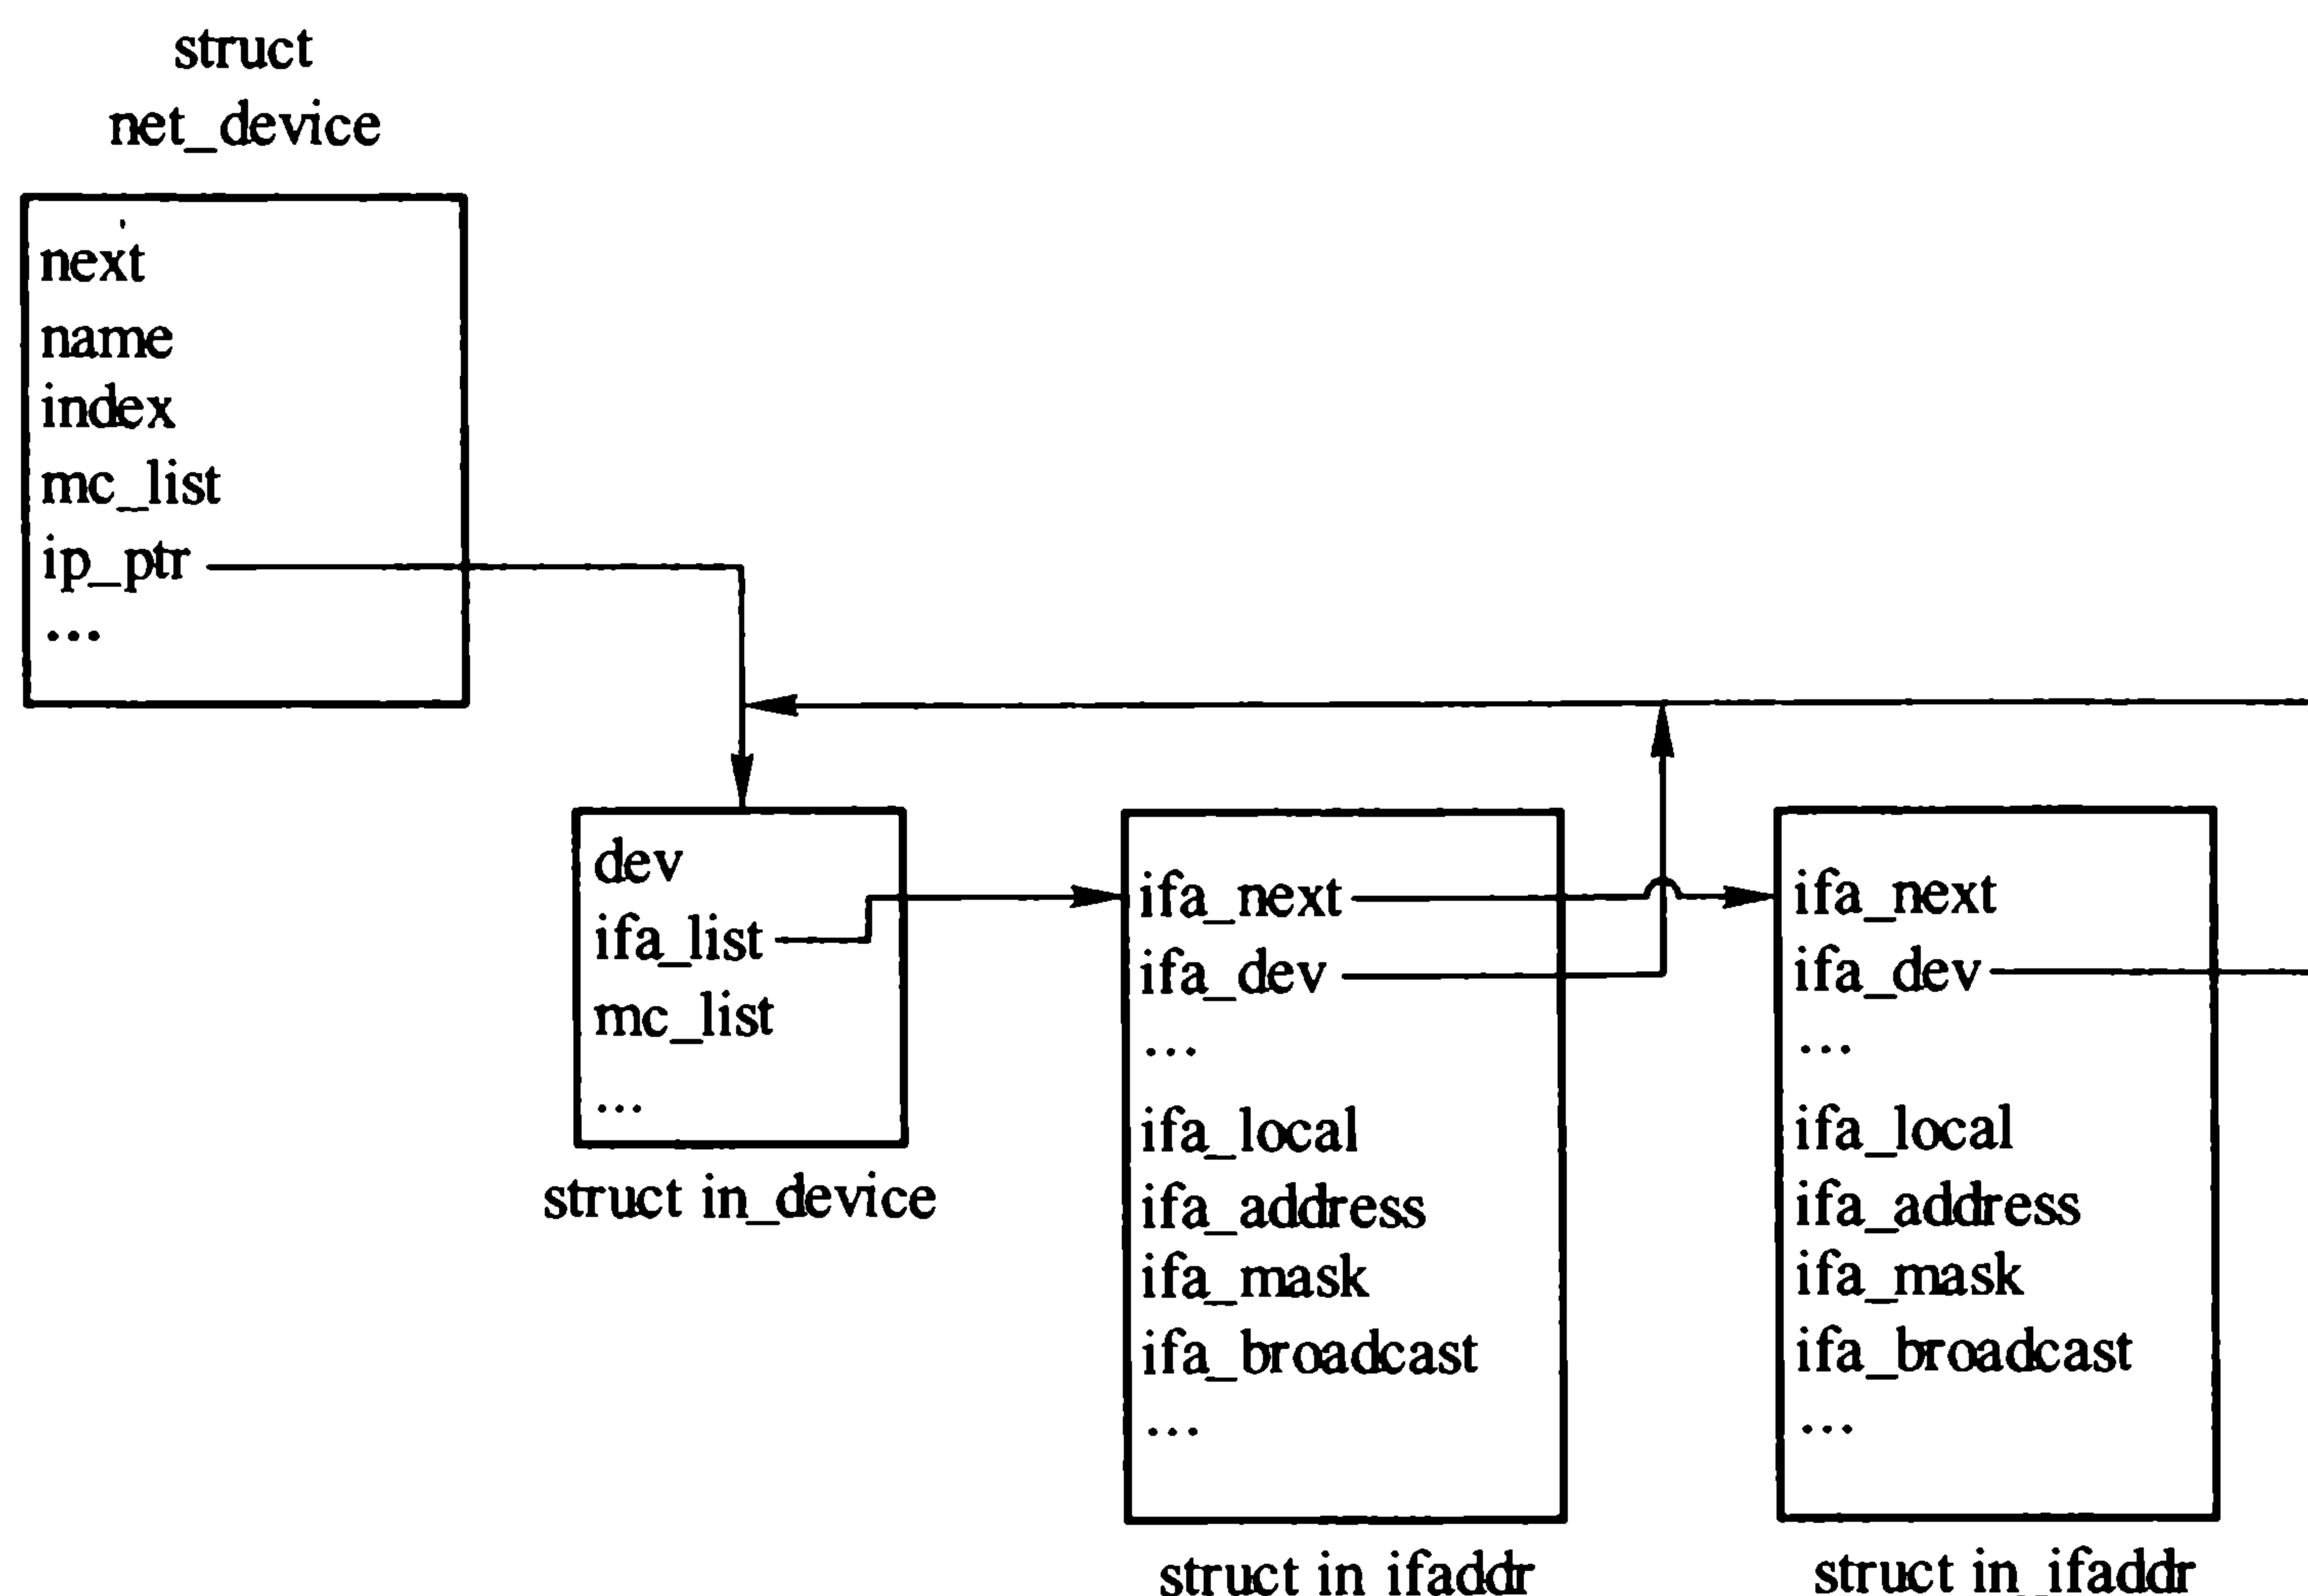 struct
net_device
next
name
index
mc_list
ip_ptr
...
dev
ifa_list
mc_list
...
struct in_device
ifa_next
ifa_dev
...
ifa_local
ifa_address
ifa_mask
ifa_broadcast
...
struct in_ifaddr
ifa_next
ifa_dev
...
ifa_local
ifa_address
ifa_mask
ifa_broadcast
...
struct in_ifaddr